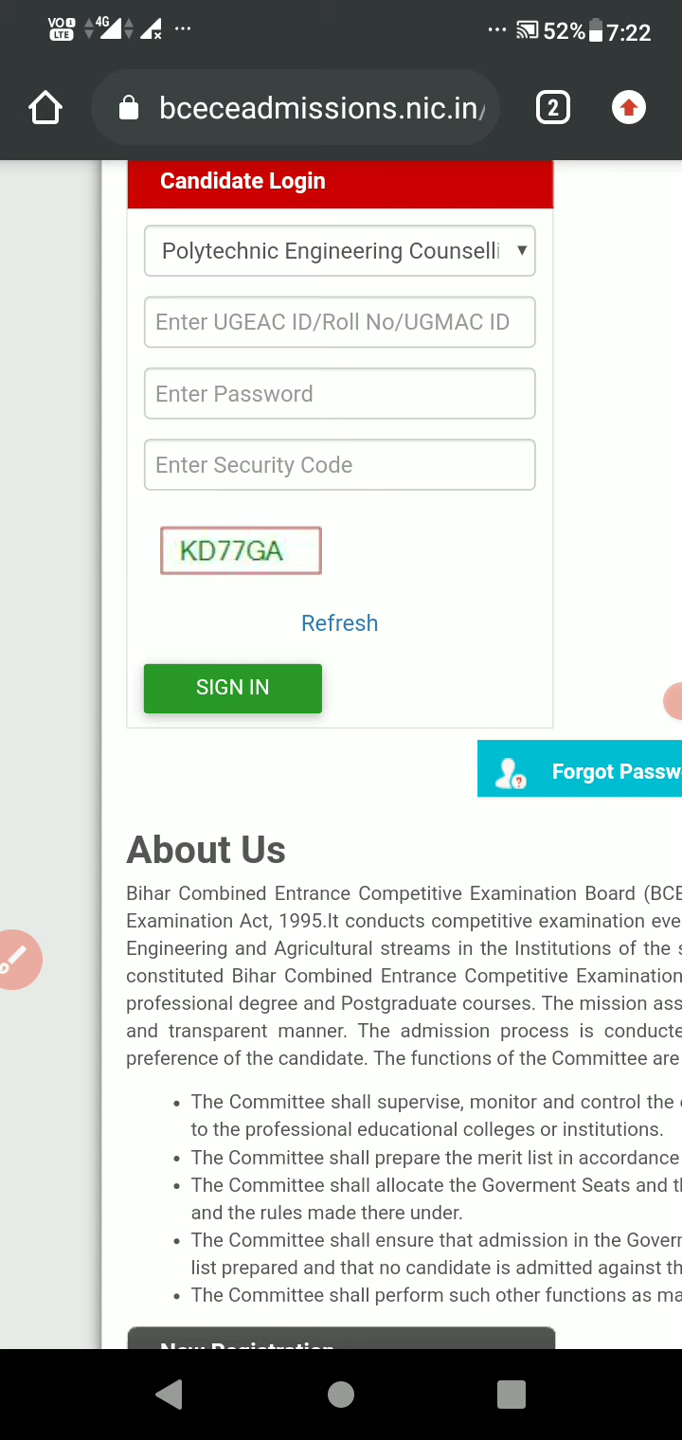 VO 1 LTE 4G ... ... 52% 7:22
bceceadmissions.nic.in/ 2
Candidate Login
Polytechnic Engineering Counselli
Enter UGEAC ID/Roll No/UGMAC ID
Enter Password
Enter Security Code
KD77GA
Refresh
SIGN IN
Forgot Passw
About Us
Bihar Combined Entrance Competitive Examination Board (BCE
Examination Act, 1995.It conducts competitive examination eve
Engineering and Agricultural streams in the Institutions of the s
constituted Bihar Combined Entrance Competitive Examination
professional degree and Postgraduate courses. The mission ass
and transparent manner. The admission process is conducte
preference of the candidate. The functions of the Committee are
• The Committee shall supervise, monitor and control the
to the professional educational colleges or institutions.
• The Committee shall prepare the merit list in accordance
• The Committee shall allocate the Goverment Seats and th
and the rules made there under.
• The Committee shall ensure that admission in the Govern
list prepared and that no candidate is admitted against th
• The Committee shall perform such other functions as ma
New Registration